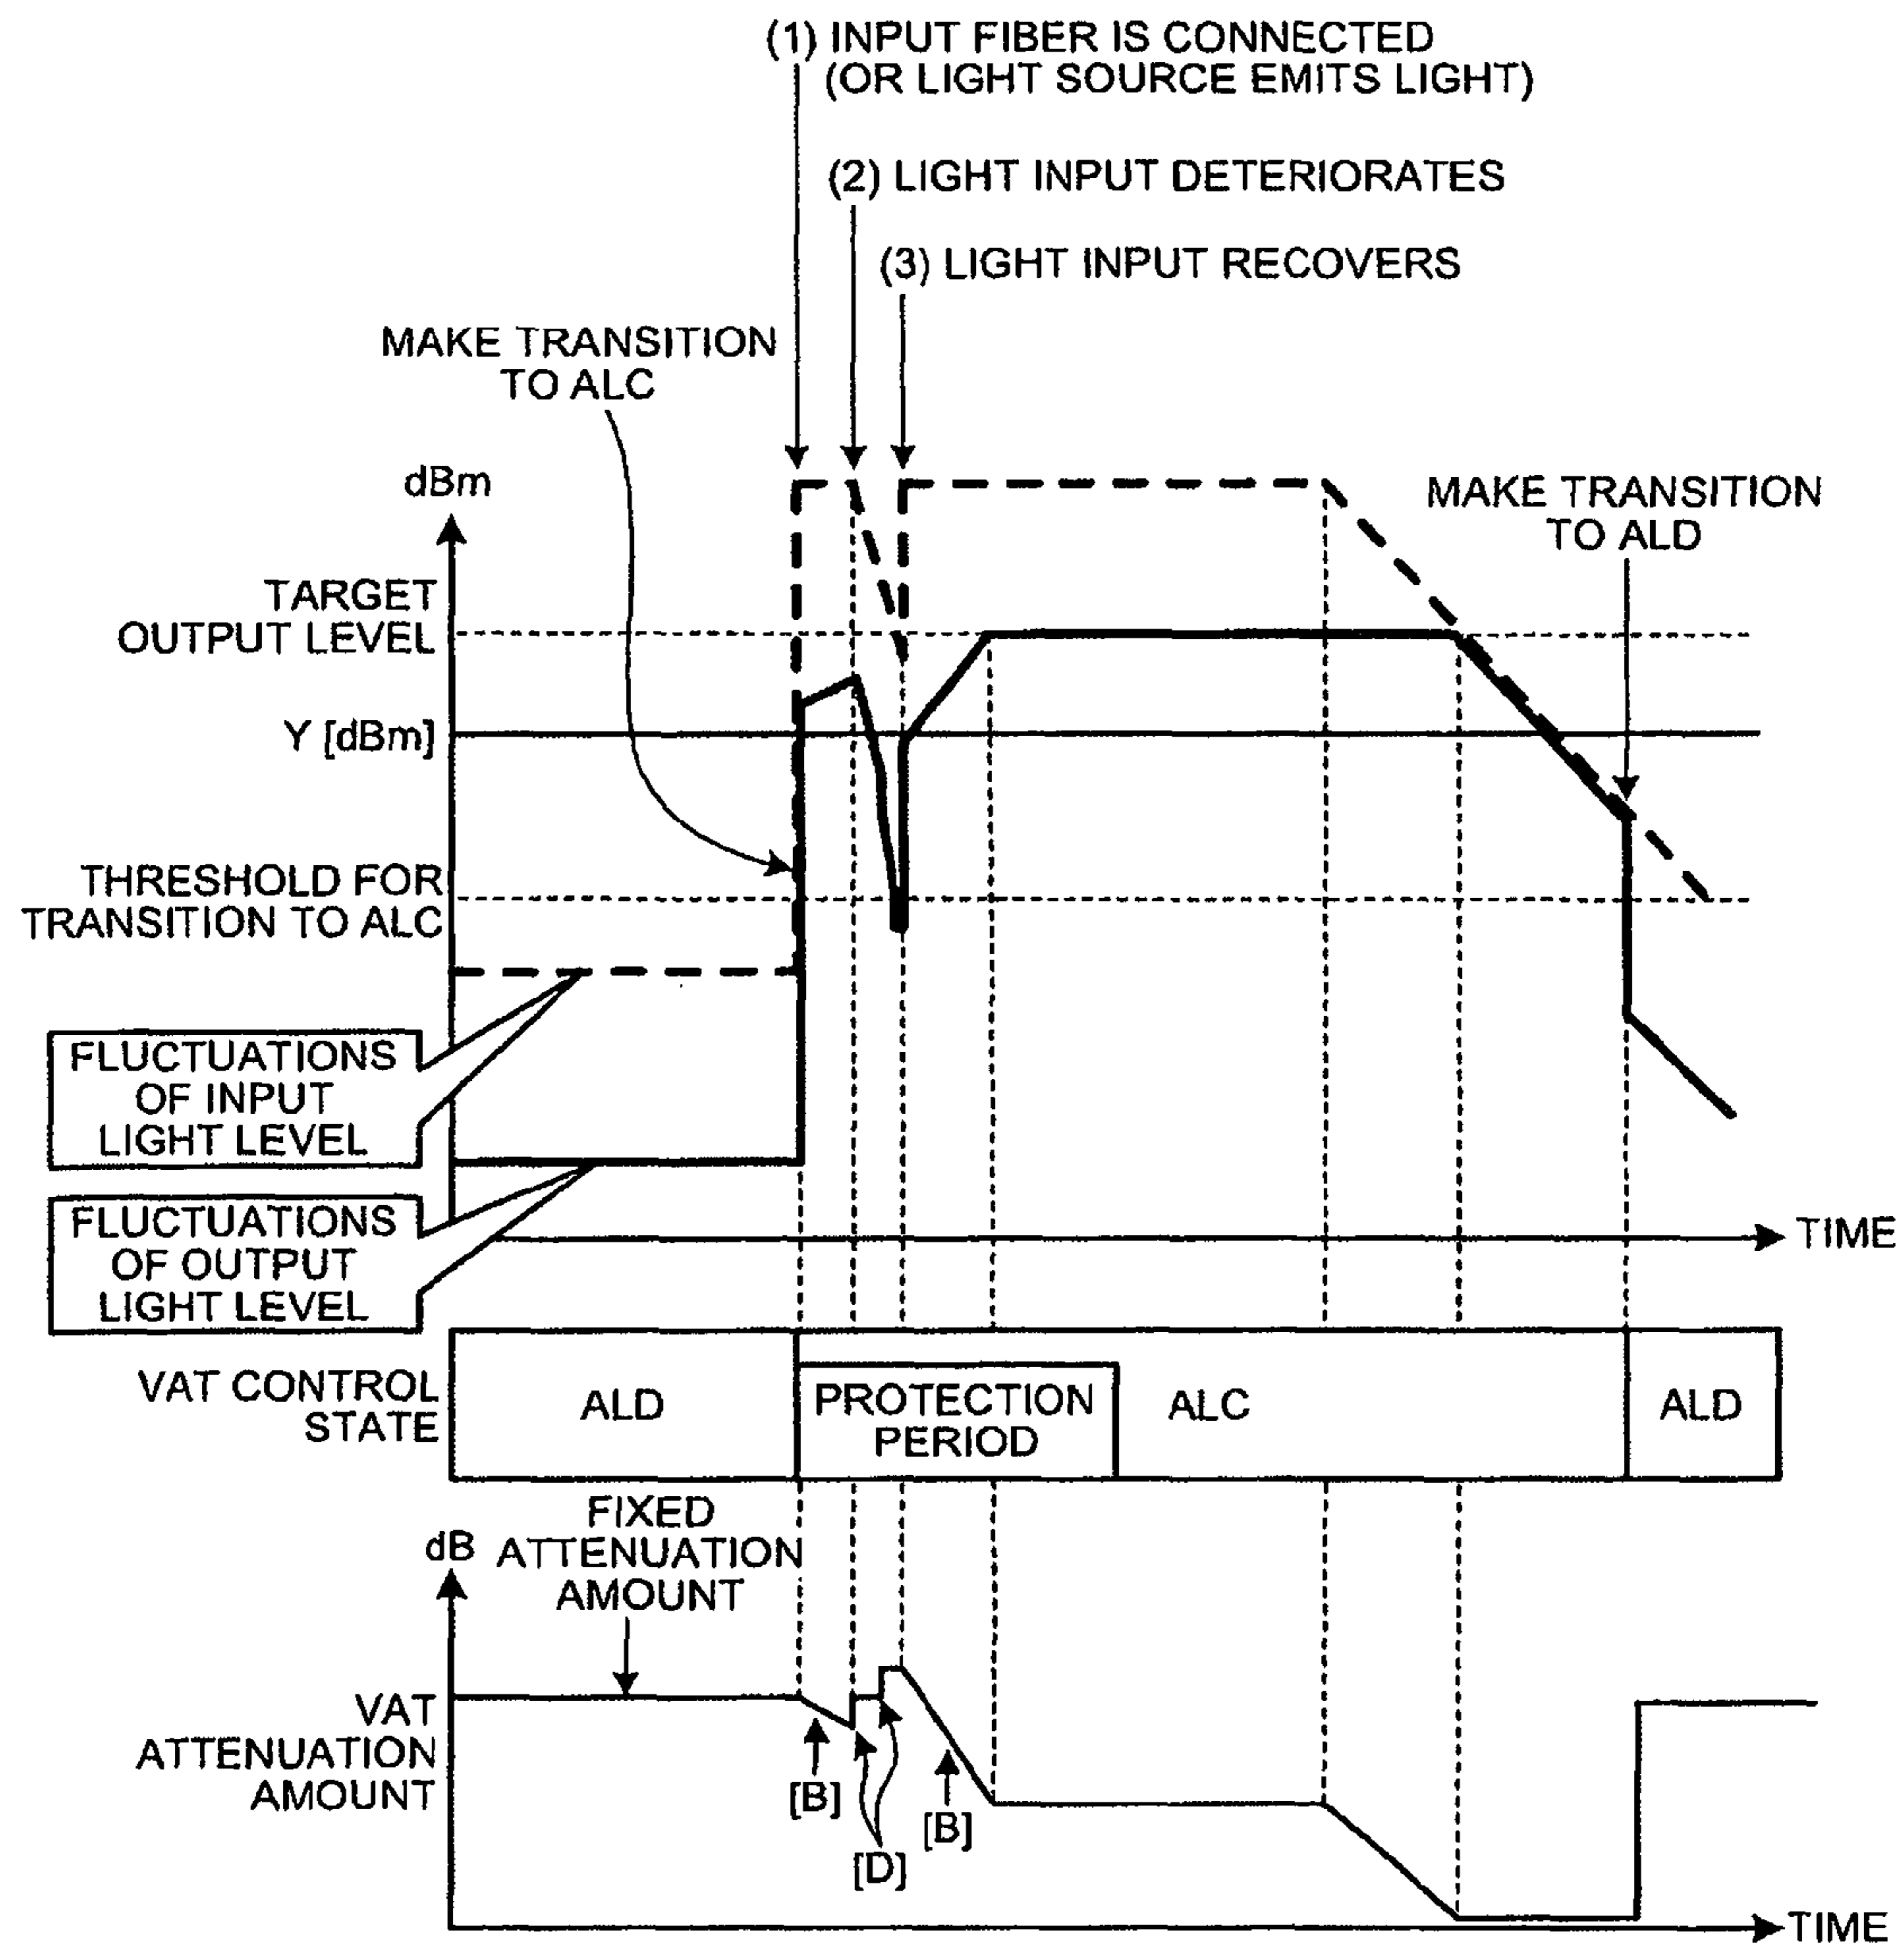 (1) INPUT FIBER IS CONNECTED
(OR LIGHT SOURCE EMITS LIGHT)
(2) LIGHT INPUT DETERIORATES
(3) LIGHT INPUT RECOVERS
MAKE TRANSITION
TO ALC
dBm
MAKE TRANSITION
TO ALD
TARGET
OUTPUT LEVEL
Y [dBm]
THRESHOLD FOR
TRANSITION TO ALC
FLUCTUATIONS
OF INPUT
LIGHT LEVEL
FLUCTUATIONS
OF OUTPUT
LIGHT LEVEL
TIME
VAT CONTROL
STATE
ALD
PROTECTION
PERIOD
ALC
ALD
FIXED
ATTENUATION
AMOUNT
dB
VAT
ATTENUATION
AMOUNT
[B]
[D]
[B]
TIME